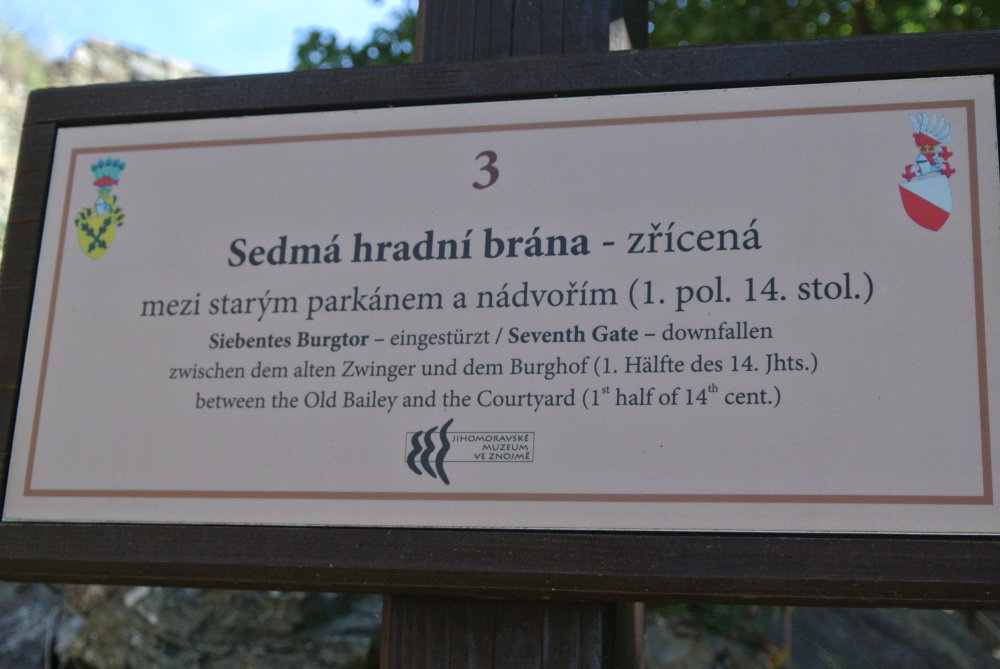 3
Sedmá hradní brána - zřícená
mezi starým parkánem a nádvořím (1. pol. 14. stol.)
Siebentes Burgtor – eingestürzt / Seventh Gate – downfallen
zwischen dem alten Zwinger und dem Burghof (1. Hälfte des 14. Jhts.)
between the Old Bailey and the Courtyard (1st half of 14th cent.)
JIHOMORAVSKÉ
MUZEUM
VE ZNOJMĚ